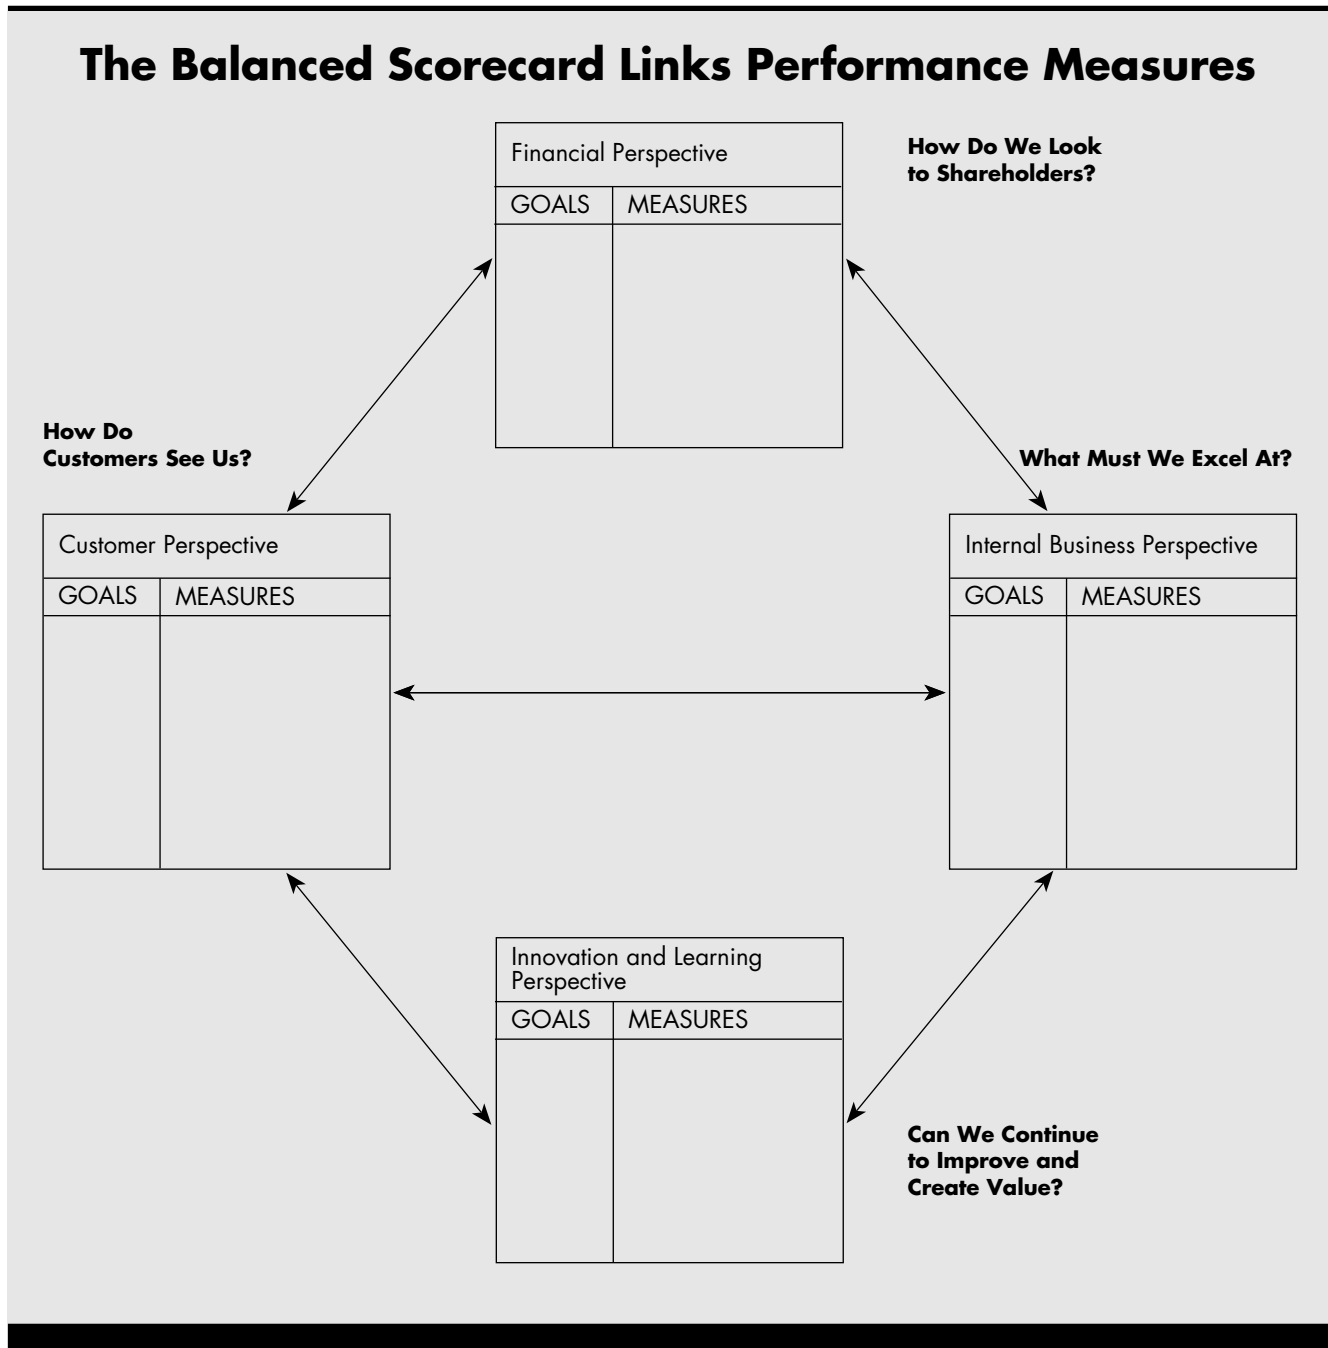 The Balanced Scorecard Links Performance Measures
Financial Perspective
GOALS MEASURES
How Do We Look
to Shareholders?
How Do
Customers See Us?
What Must We Excel At?
Customer Perspective
GOALS MEASURES
Internal Business Perspective
GOALS MEASURES
Innovation and Learning
Perspective
GOALS MEASURES
Can We Continue
to Improve and
Create Value?